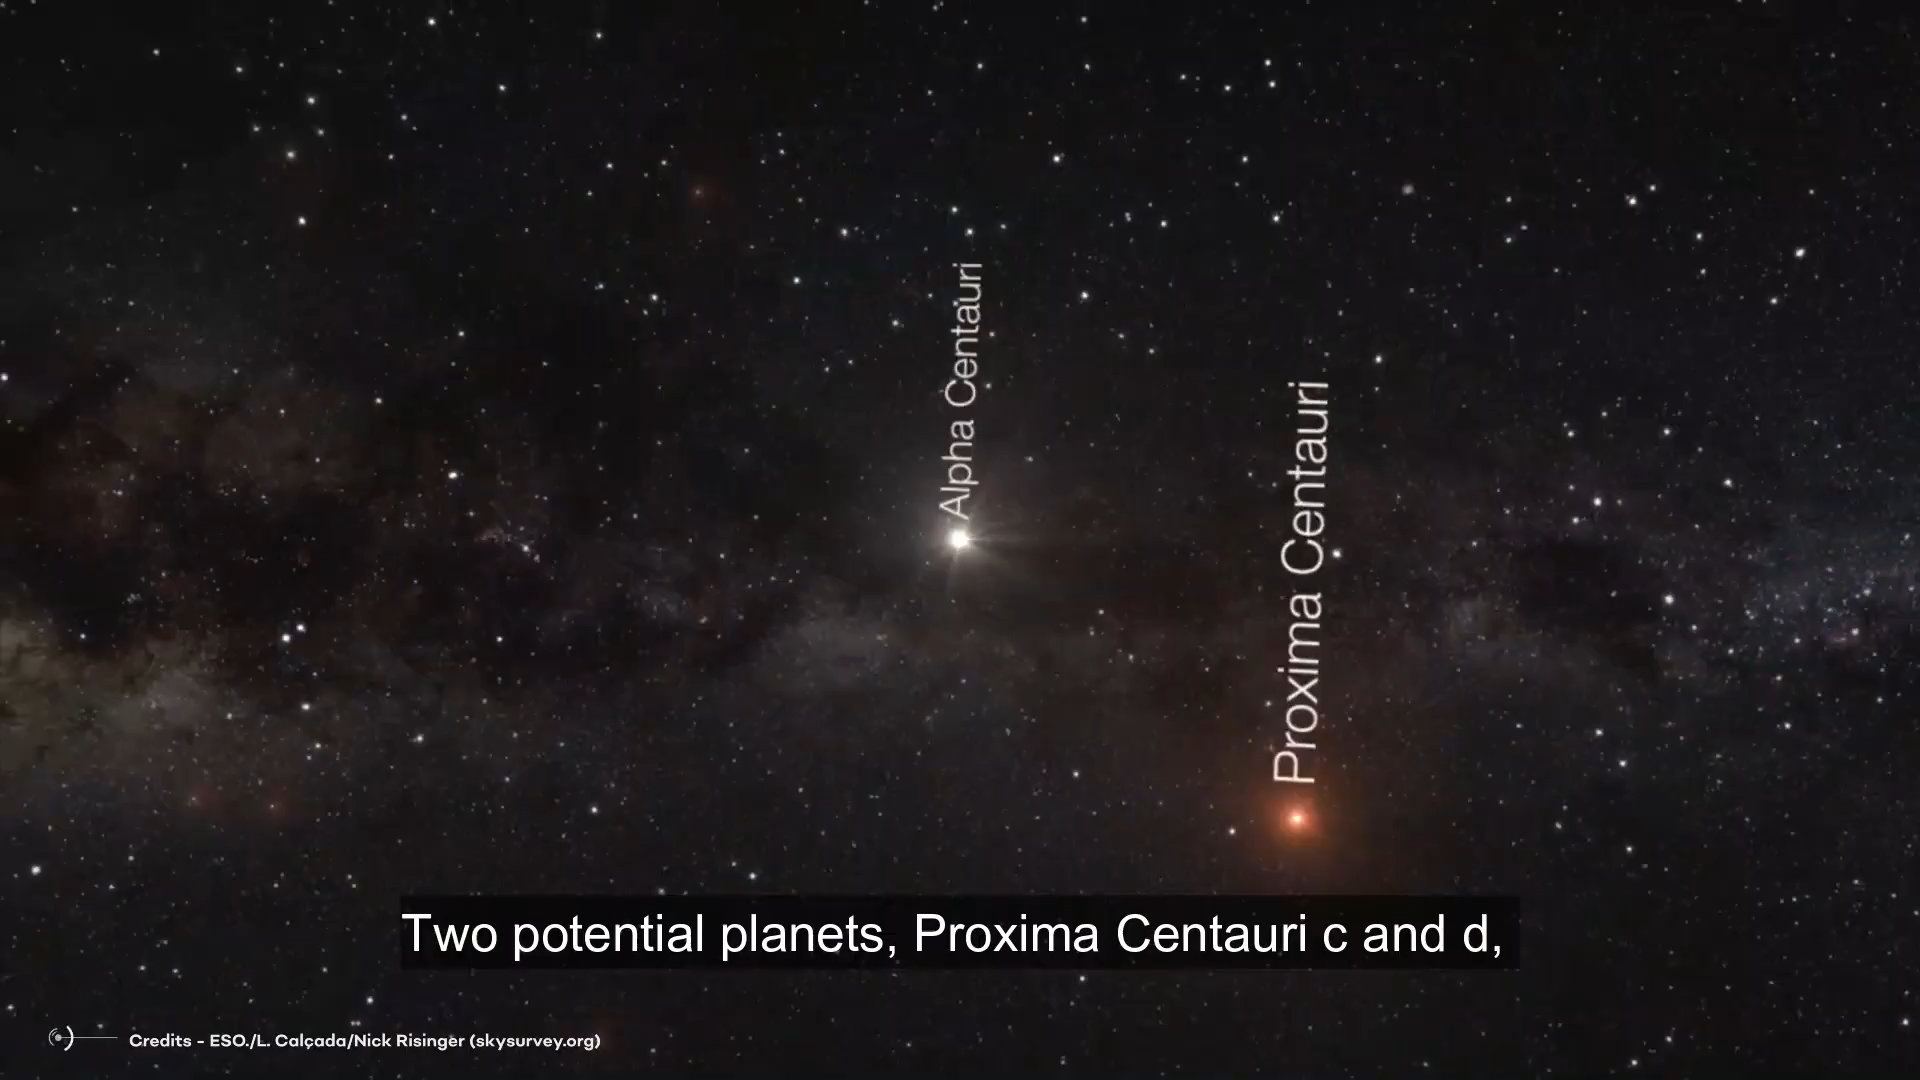 Alpha Centauri
Proxima Centauri
Two potential planets, Proxima Centauri c and d,
Credits - ESO./L. Calçada/Nick Risinger (skysurvey.org)